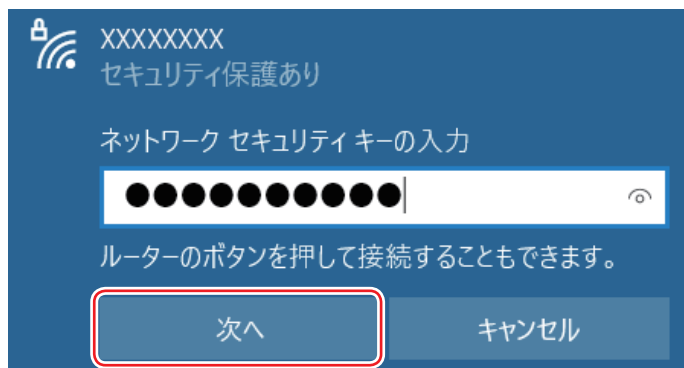 XXXXXXXX
セキュリティ保護あり
ネットワーク セキュリティ キーの入力
●●●●●●●●●●
ルーターのボタンを押して接続することもできます。
次へ
キャンセル